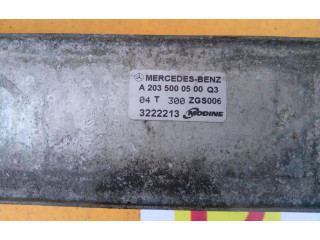 MERCEDES-BENZ
A 203 500 05 00 Q3
04 T 300 ZGS006
3222213 MODINE